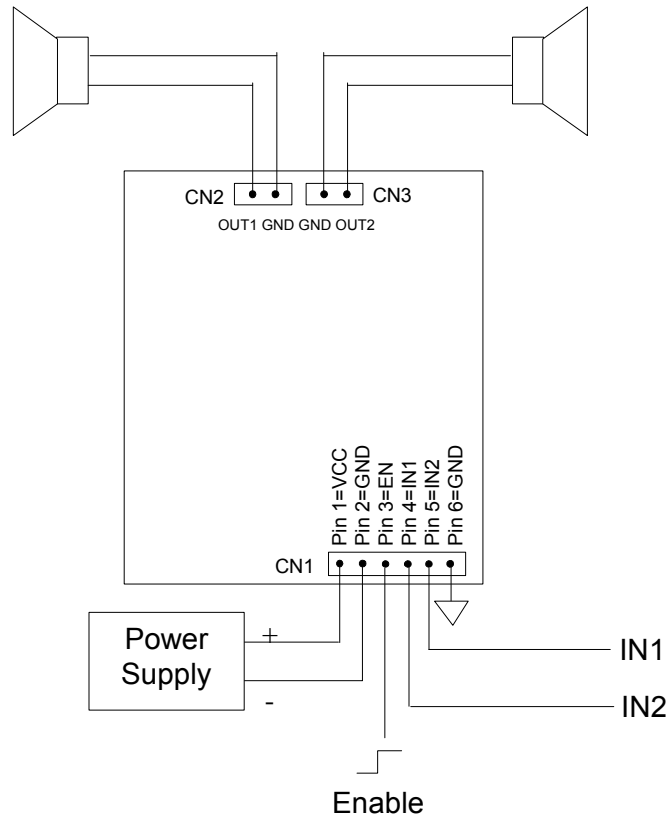 CN2
CN3
OUT1 GND GND OUT2
Pin 1=VCC
Pin 2=GND
Pin 3=EN
Pin 4=IN1
Pin 5=IN2
Pin 6=GND
CN1
Power
Supply
+
-
IN1
IN2
Enable